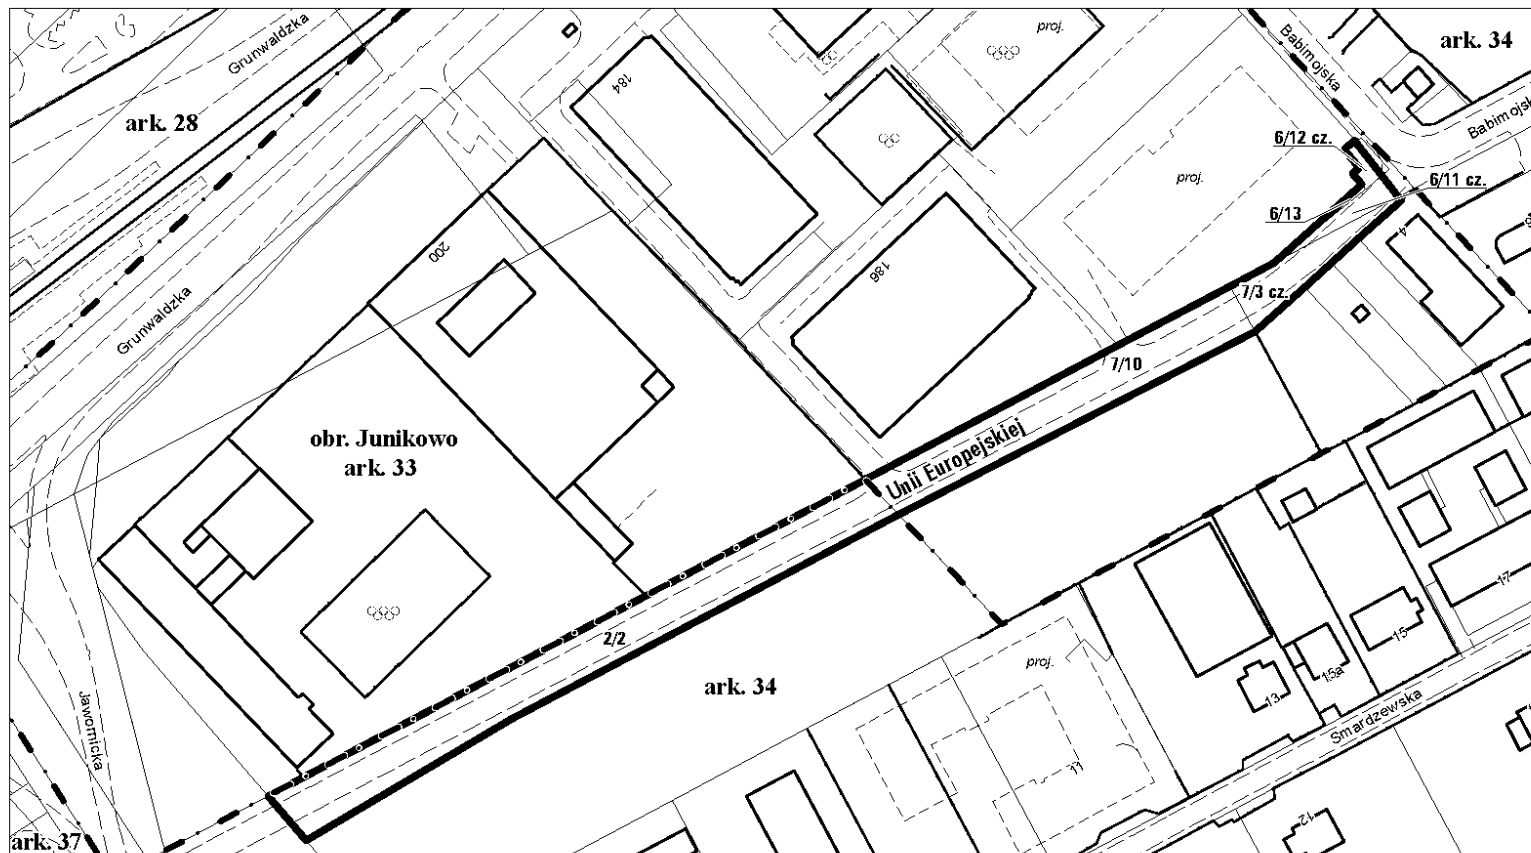 Grunwaldzka
ark. 28
184
proj.
Babimojska
ark. 34
Babimojsk
6/12 cz.
6/11 cz.
6/13
proj.
4
200
186
7/3 cz.
Grunwaldzka
7/10
obr. Junikowo
ark. 33
Unii Europejskiej
17
2/2
15
proj.
15a
13
ark. 34
Smardzewska
Jawornicka
11
12
ark. 37